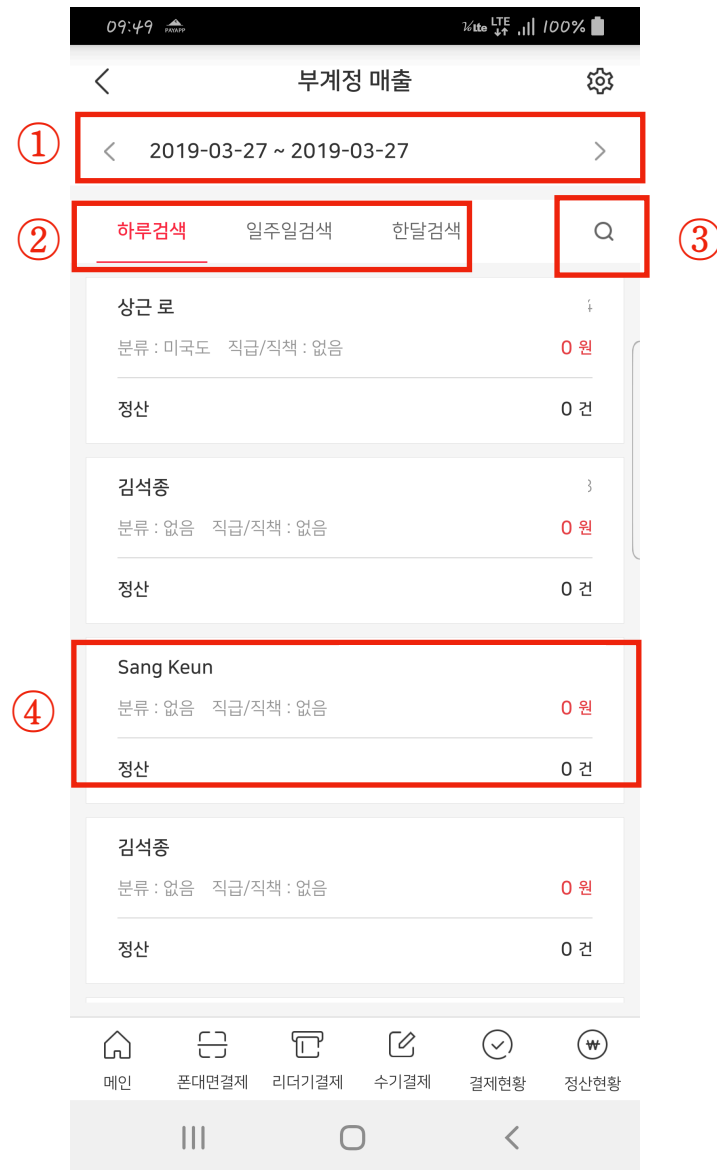 09:49 PAYAPP LTE 100%
부계정 매출
① 2019-03-27 ~ 2019-03-27
② 하루검색 일주일검색 한달검색 ③
상근 로
분류 : 미국도 직급/직책 : 없음 0 원
정산 0 건
김석종
분류 : 없음 직급/직책 : 없음 0 원
정산 0 건
④ Sang Keun
분류 : 없음 직급/직책 : 없음 0 원
정산 0 건
김석종
분류 : 없음 직급/직책 : 없음 0 원
정산 0 건
메인 폰대면결제 리더기결제 수기결제 결제현황 정산현황